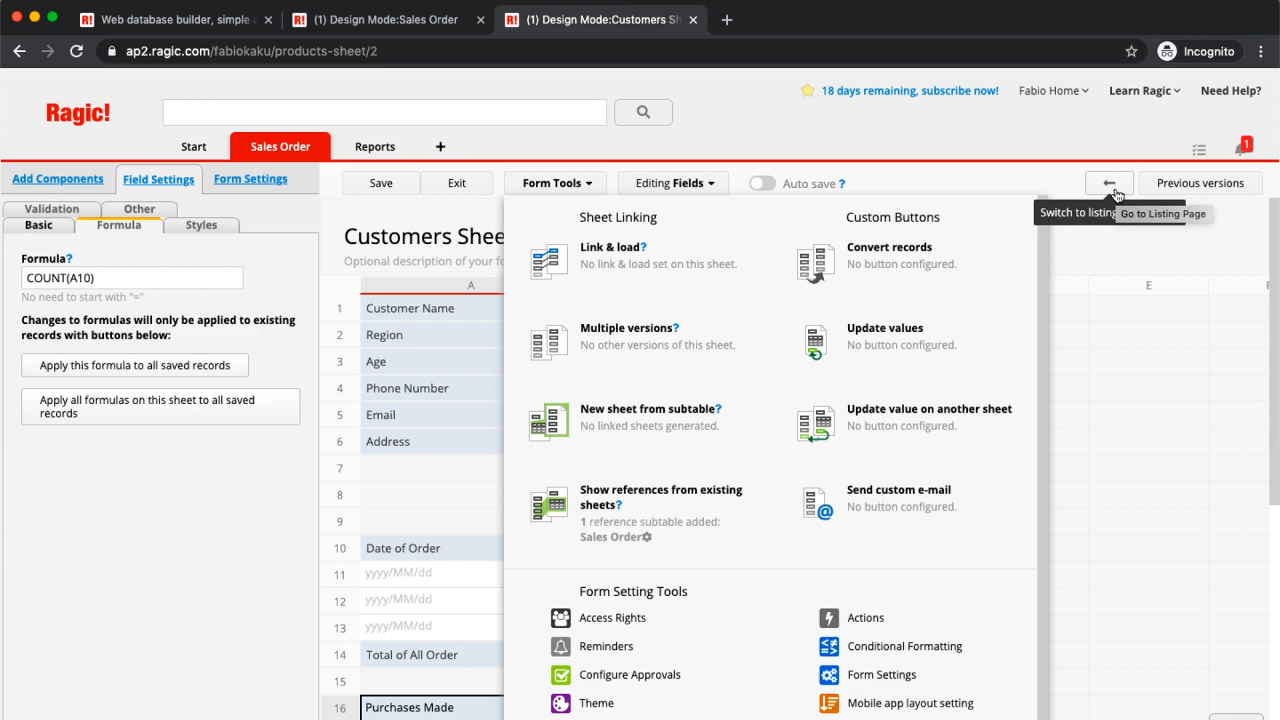 Web database builder, simple
(1) Design Mode:Sales Order
(1) Design Mode:Customers Sh
ap2.ragic.com/fabiokaku/products-sheet/2
Incognito
18 days remaining, subscribe now!
Fabio Home
Learn Ragic
Need Help?
Ragic!
Start
Sales Order
Reports
1
Add Components
Field Settings
Form Settings
Save
Exit
Form Tools
Editing Fields
Auto save ?
Previous versions
Validation
Other
Basic
Formula
Styles
Switch to listing
Go to Listing Page
Formula?
COUNT(A10)
No need to start with "="
Changes to formulas will only be applied to existing
records with buttons below:
Apply this formula to all saved records
Apply all formulas on this sheet to all saved
records
Customers Shee
Optional description of your fo
A
E
1 Customer Name
2 Region
3 Age
4 Phone Number
5 Email
6 Address
7
8
9
10 Date of Order
11 yyyy/MM/dd
12 yyyy/MM/dd
13 yyyy/MM/dd
14 Total of All Order
15
16 Purchases Made
Sheet Linking
Link & load?
No link & load set on this sheet.
Multiple versions?
No other versions of this sheet.
New sheet from subtable?
No linked sheets generated.
Show references from existing
sheets?
1 reference subtable added:
Sales Order
Custom Buttons
Convert records
No button configured.
Update values
No button configured.
Update value on another sheet
No button configured.
Send custom e-mail
No button configured.
Form Setting Tools
Access Rights
Actions
Reminders
Conditional Formatting
Configure Approvals
Form Settings
Theme
Mobile app layout setting